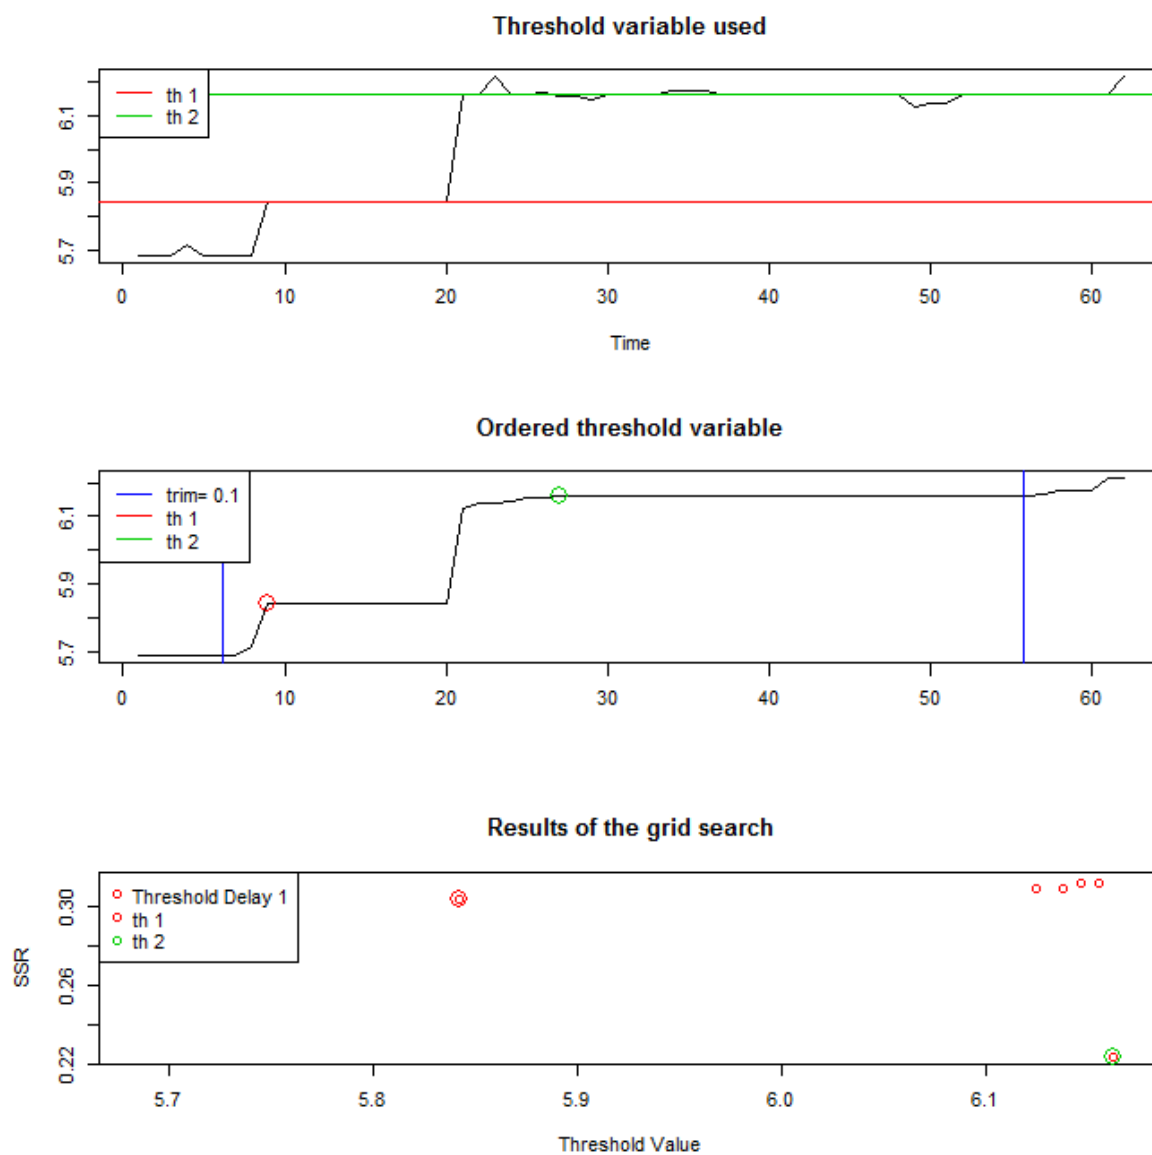 Threshold variable used
th 1
th 2
5.7 5.9 6.1
0 10 20 30 40 50 60
Time
Ordered threshold variable
trim= 0.1
th 1
th 2
5.7 5.9 6.1
0 10 20 30 40 50 60
Results of the grid search
Threshold Delay 1
th 1
th 2
SSR
0.22 0.26 0.30
5.7 5.8 5.9 6.0 6.1
Threshold Value